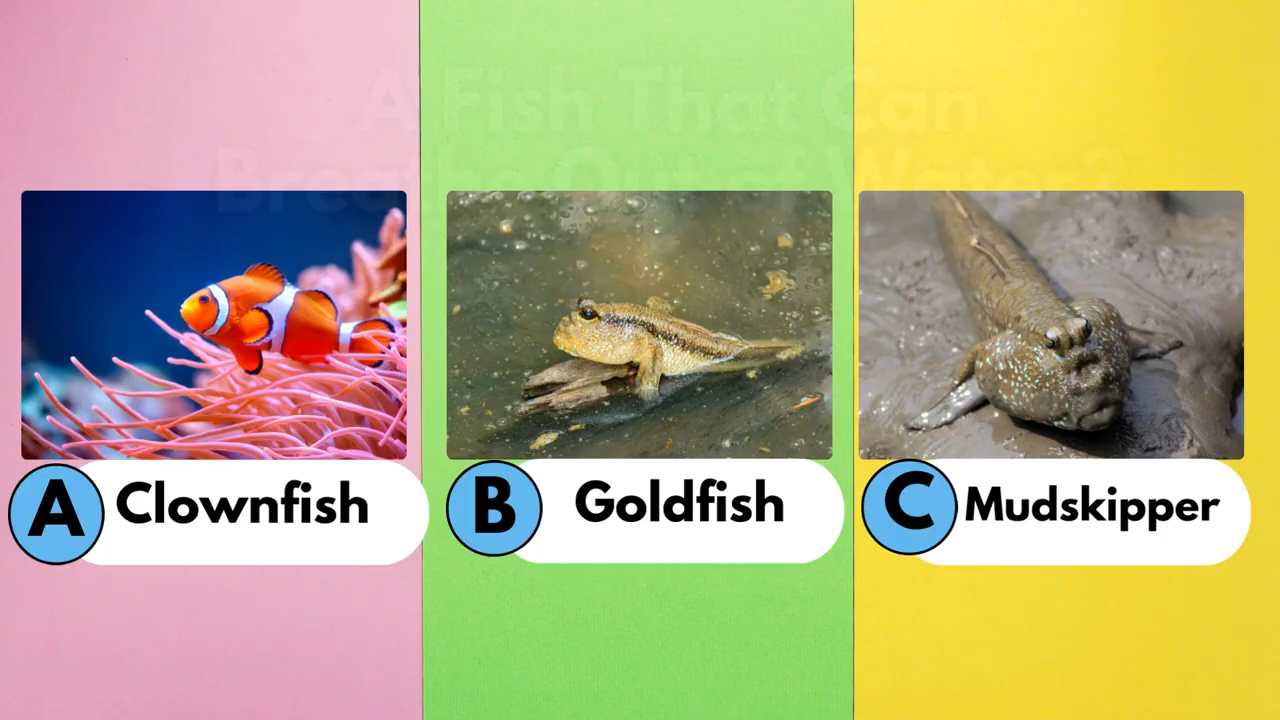 A Fish That Can
Breathe Out of Water?
A Clownfish
B Goldfish
C Mudskipper